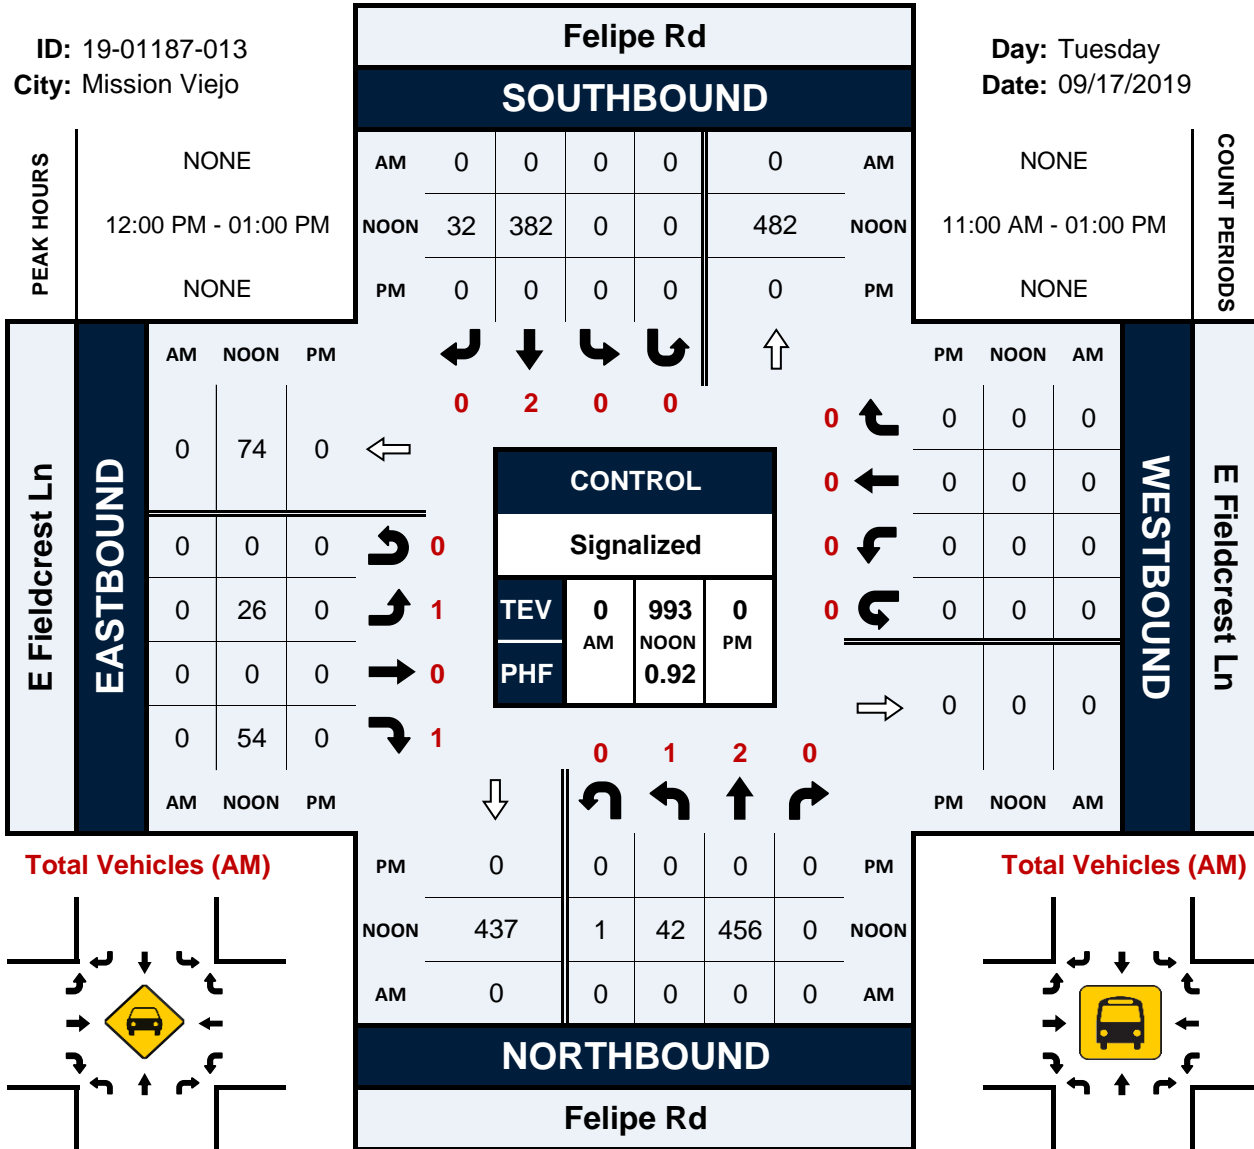 ID: 19-01187-013
City: Mission Viejo
Felipe Rd
SOUTHBOUND
Day: Tuesday
Date: 09/17/2019
PEAK HOURS
NONE
12:00 PM - 01:00 PM
NONE
AM 0 0 0 0 0 AM
NOON 32 382 0 0 482 NOON
PM 0 0 0 0 0 PM
NONE
11:00 AM - 01:00 PM
NONE
COUNT PERIODS
0 2 0 0
E Fieldcrest Ln
EASTBOUND
AM NOON PM
0 74 0
0 0 0 0
0 26 0 1
0 0 0 0
0 54 0 1
AM NOON PM
CONTROL
Signalized
TEV 0 993 0
AM NOON PM
PHF 0.92
PM NOON AM
0 0 0 0
0 0 0 0
0 0 0 0
0 0 0 0
0 0 0
PM NOON AM
WESTBOUND
E Fieldcrest Ln
0 1 2 0
PM 0 0 0 0 0 PM
NOON 437 1 42 456 0 NOON
AM 0 0 0 0 0 AM
NORTHBOUND
Felipe Rd
Total Vehicles (AM)
Total Vehicles (AM)